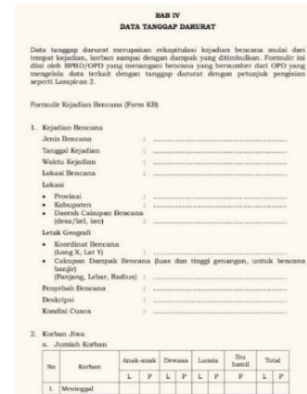 BAB IV
DATA TANGGAP DARURAT
Data tanggap darurat merupakan rekapitulasi kejadian bencana mulai dari
tempat kejadian, korban sampai dengan dampak yang ditimbulkan. Formulir ini
diisi oleh BPBD/OPD yang menangani bencana yang bersumber dari OPD yang
mengelola data terkait dengan tanggap darurat dengan petunjuk pengisian
seperti Lampiran 2.
Formulir Kejadian Bencana (Form KB)
1. Kejadian Bencana
Jenis Bencana :
Tanggal Kejadian :
Waktu Kejadian :
Lokasi Bencana :
Lokasi
• Provinsi :
• Kabupaten :
• Daerah Cakupan Bencana :
(desa/kel, kec)
Letak Geografi
• Koordinat Bencana
(Long X, Lat Y) :
• Cakupan Dampak Bencana (luas dan tinggi genangan, untuk bencana
banjir)
(Panjang, Lebar, Radius) :
Penyebab Bencana :
Deskripsi :
Kondisi Cuaca :
2. Korban Jiwa
a. Jumlah Korban
No Korban Anak-anak Dewasa Lansia Ibu hamil Total
L P L P L P P L P
1. Meninggal